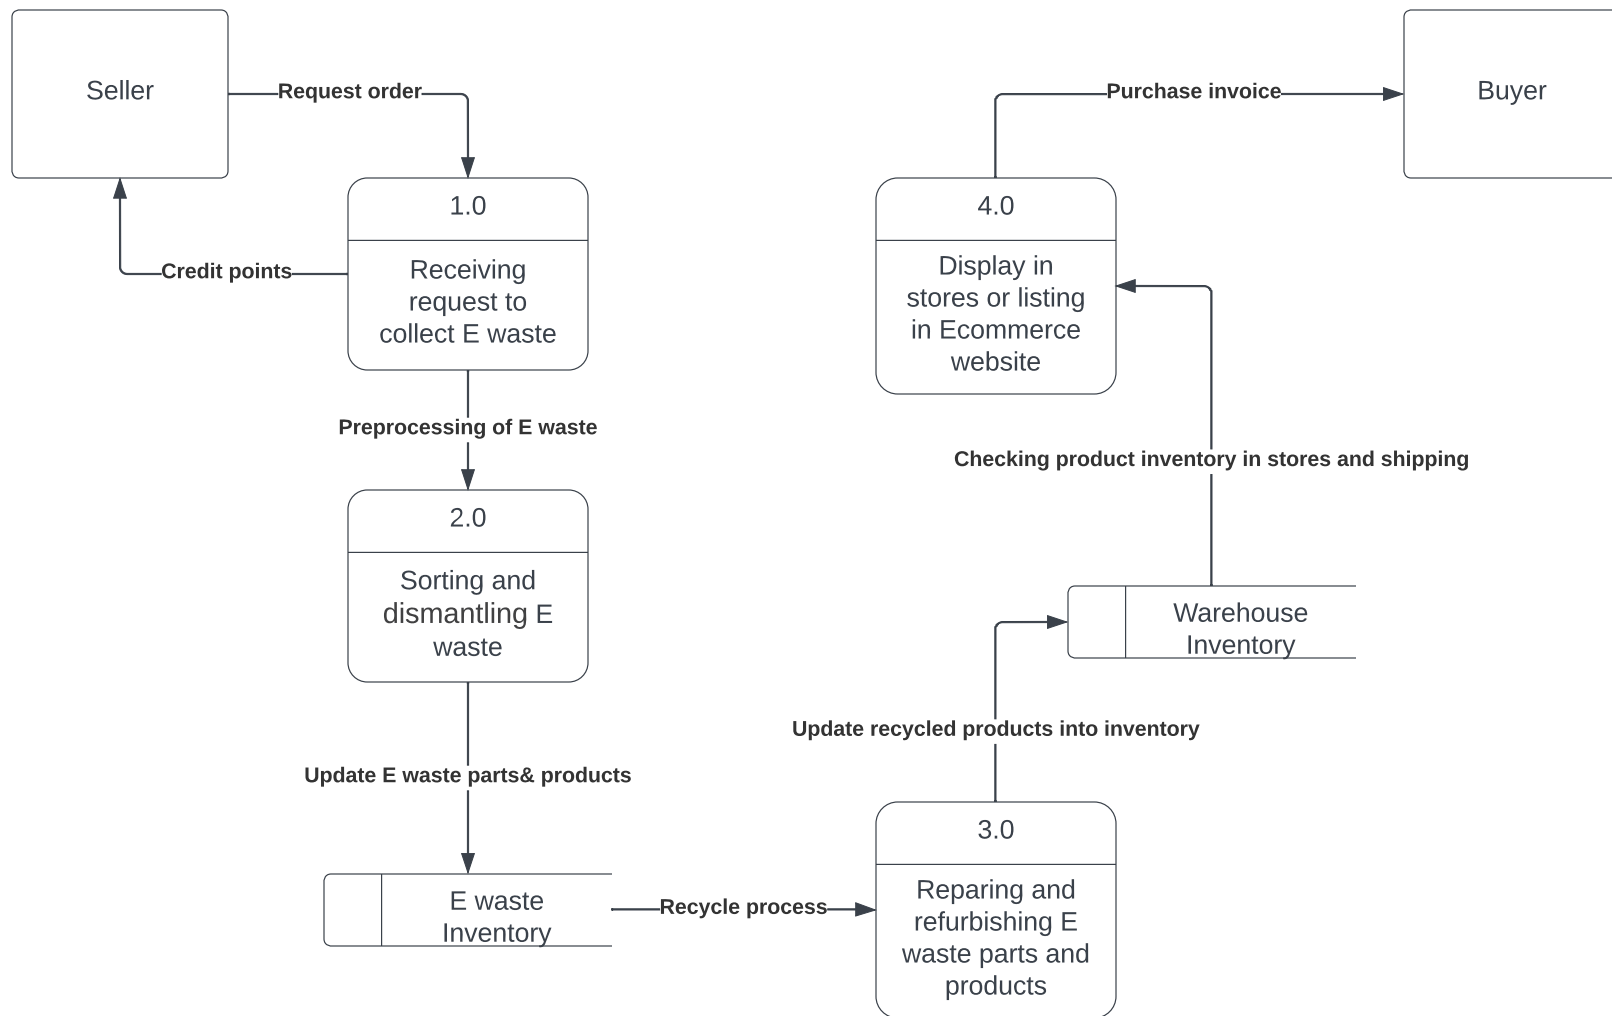 Seller
Request order
Credit points
1.0
Receiving
request to
collect E waste
Preprocessing of E waste
2.0
Sorting and
dismantling E
waste
Update E waste parts& products
E waste
Inventory
Recycle process
3.0
Reparing and
refurbishing E
waste parts and
products
Update recycled products into inventory
Warehouse
Inventory
Checking product inventory in stores and shipping
4.0
Display in
stores or listing
in Ecommerce
website
Purchase invoice
Buyer